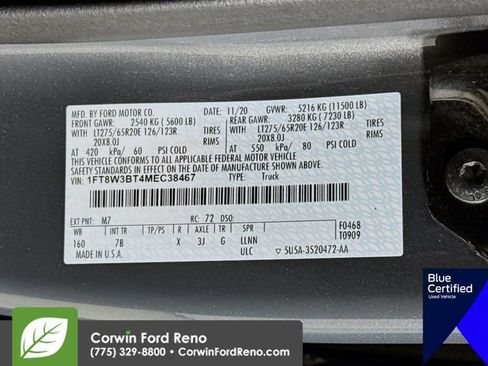 MFD. BY FORD MOTOR CO. 11/20 GVWR: 5216 KG (11500 LB)
FRONT GAWR: 2540 KG (5600 LB) REAR GAWR: 3280 KG (7230 LB)
LT275/65R20E 126/123R TIRES LT275/65R20E 126/123R TIRES
20X8.0J RIMS 20X8.0J RIMS
AT 420 kPa/ 60 PSI COLD AT 550 kPa/ 80 PSI COLD
THIS VEHICLE CONFORMS TO ALL APPLICABLE FEDERAL MOTOR VEHICLE
SAFETY STANDARDS IN EFFECT ON THE DATE OF MANUFACTURE SHOWN ABOVE.
VIN: 1FT8W3BT4MEC38467 TYPE: Truck
EXT PNT: M7 RC: 72 DSO: F0468
WB INT TR TP/PS R AXLE TR SPR T0909
160 7B X 3J G LLNN
MADE IN U.S.A. ULC 5U5A-3520472-AA
Blue
Certified
Used Vehicle
Corwin Ford Reno
(775) 329-8800 • CorwinFordReno.com